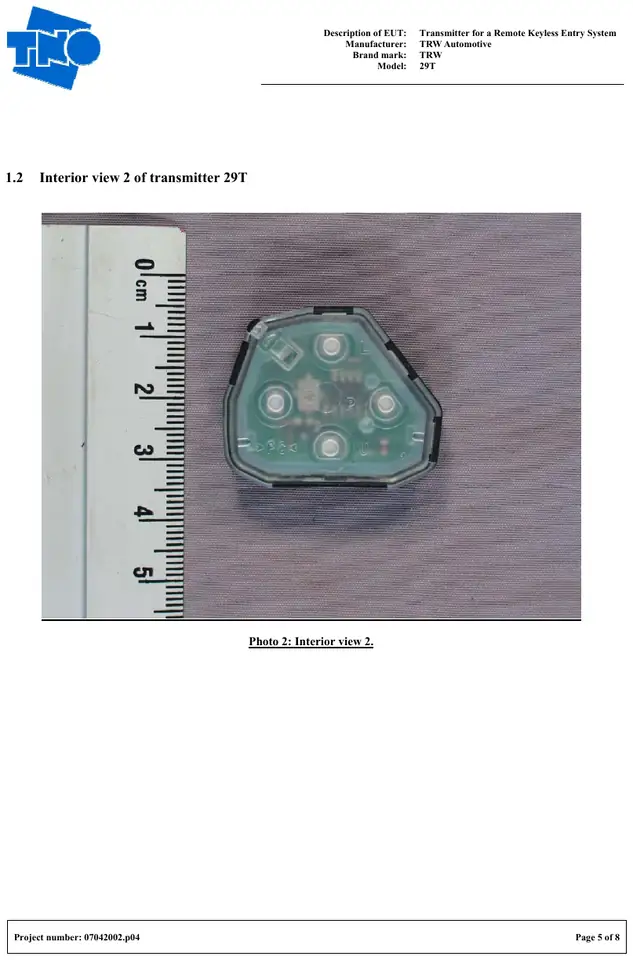 TNO
Description of EUT: Transmitter for a Remote Keyless Entry System
Manufacturer: TRW Automotive
Brand mark: TRW
Model: 29T
1.2 Interior view 2 of transmitter 29T
0
cm
1
2
3
4
5
Photo 2: Interior view 2.
Project number: 07042002.p04 Page 5 of 8